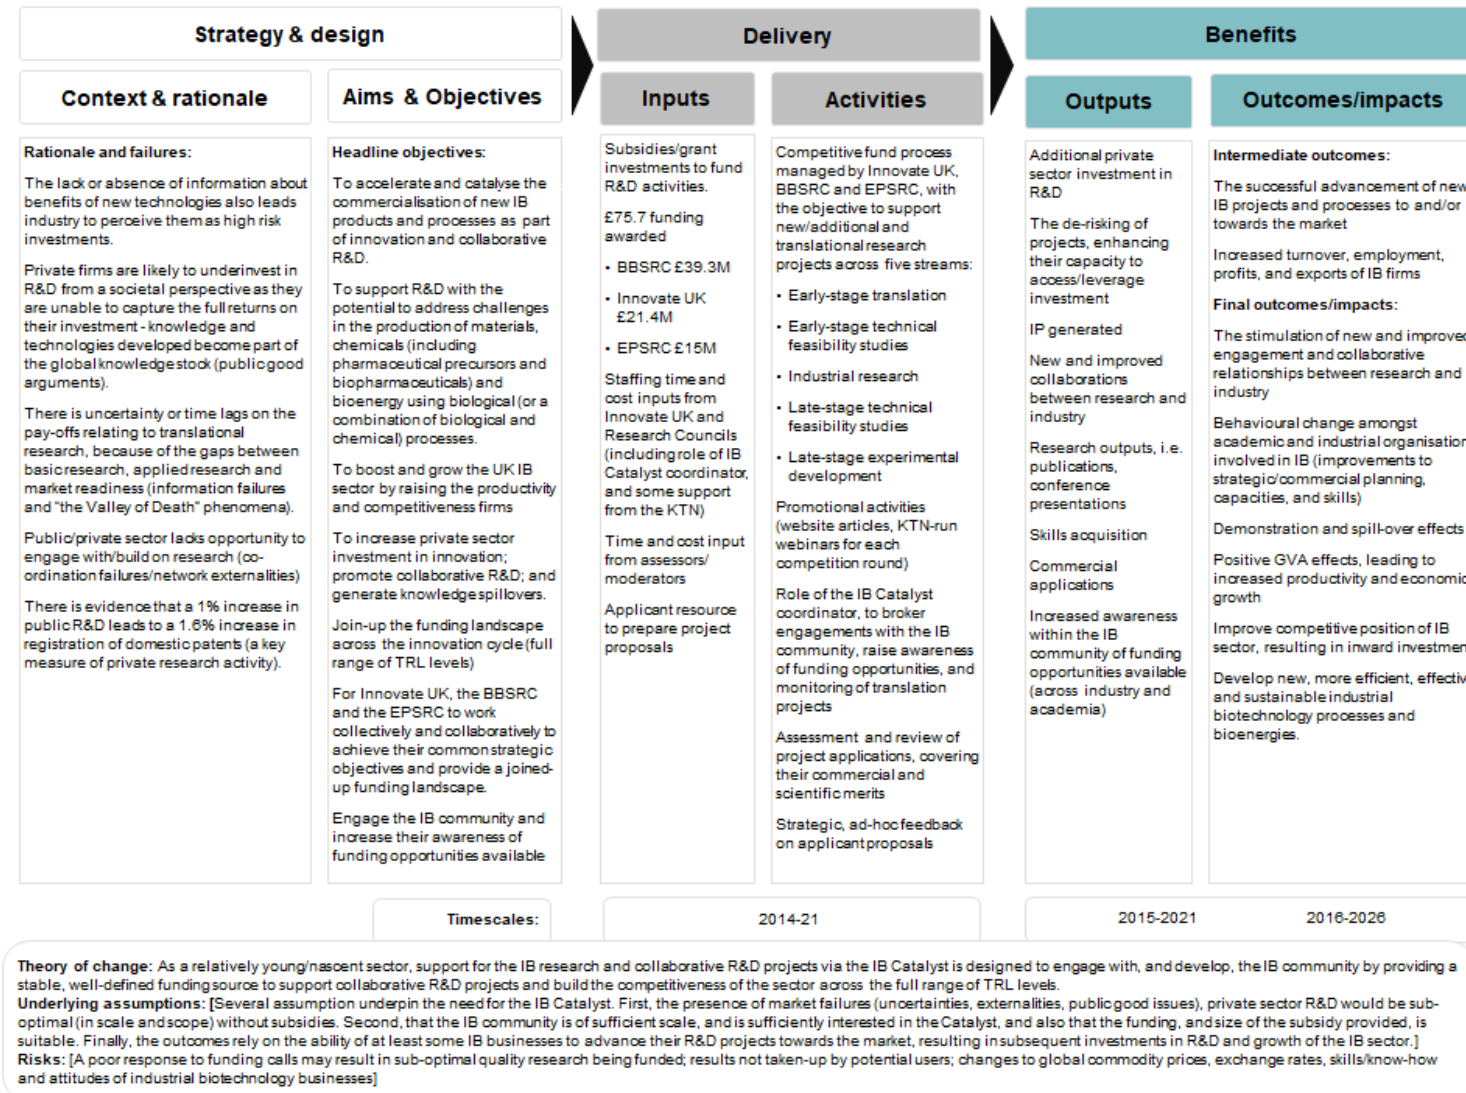 Strategy & design
Delivery
Benefits
Context & rationale
Aims & Objectives
Inputs
Activities
Outputs
Outcomes/impacts
Rationale and failures:
The lack or absence of information about
benefits of new technologies also leads
industry to perceive them as high risk
investments.
Private firms are likely to underinvest in
R&D from a societal perspective as they
are unable to capture the full returns on
their investment - knowledge and
technologies developed become part of
the global knowledge stock (public good
arguments).
There is uncertainty or time lags on the
pay-offs relating to translational
research, because of the gaps between
basic research, applied research and
market readiness (information failures
and "the Valley of Death" phenomena).
Public/private sector lacks opportunity to
engage with/build on research (co-
ordination failures/network externalities)
There is evidence that a 1% increase in
public R&D leads to a 1.6% increase in
registration of domestic patents (a key
measure of private research activity).
Headline objectives:
To accelerate and catalyse the
commercialisation of new IB
products and processes as part
of innovation and collaborative
R&D.
To support R&D with the
potential to address challenges
in the production of materials,
chemicals (including
pharmaceutical precursors and
biopharmaceuticals) and
bioenergy using biological (or a
combination of biological and
chemical) processes.
To boost and grow the UK IB
sector by raising the productivity
and competitiveness firms
To increase private sector
investment in innovation;
promote collaborative R&D; and
generate knowledge spillovers.
Join-up the funding landscape
across the innovation cycle (full
range of TRL levels)
For Innovate UK, the BBSRC
and the EPSRC to work
collectively and collaboratively to
achieve their common strategic
objectives and provide a joined-
up funding landscape.
Engage the IB community and
increase their awareness of
funding opportunities available
Subsidies/grant
investments to fund
R&D activities.
£75.7 funding
awarded
• BBSRC £39.3M
• Innovate UK
£21.4M
• EPSRC £15M
Staffing time and
cost inputs from
Innovate UK and
Research Councils
(including role of IB
Catalyst coordinator,
and some support
from the KTN)
Time and cost input
from assessors/
moderators
Applicant resource
to prepare project
proposals
Competitive fund process
managed by Innovate UK,
BBSRC and EPSRC, with
the objective to support
new/additional and
translational research
projects across five streams:
• Early-stage translation
• Early-stage technical
feasibility studies
• Industrial research
• Late-stage technical
feasibility studies
• Late-stage experimental
development
Promotional activities
(website articles, KTN-run
webinars for each
competition round)
Role of the IB Catalyst
coordinator, to broker
engagements with the IB
community, raise awareness
of funding opportunities, and
monitoring of translation
projects
Assessment and review of
project applications, covering
their commercial and
scientific merits
Strategic, ad-hoc feedback
on applicant proposals
Additional private
sector investment in
R&D
The de-risking of
projects, enhancing
their capacity to
access/leverage
investment
IP generated
New and improved
collaborations
between research and
industry
Research outputs, i.e.
publications,
conference
presentations
Skills acquisition
Commercial
applications
Increased awareness
within the IB
community of funding
opportunities available
(across industry and
academia)
Intermediate outcomes:
The successful advancement of new
IB projects and processes to and/or
towards the market
Increased turnover, employment,
profits, and exports of IB firms
Final outcomes/impacts:
The stimulation of new and improved
engagement and collaborative
relationships between research and
industry
Behavioural change amongst
academic and industrial organisation
involved in IB (improvements to
strategic/commercial planning,
capacities, and skills)
Demonstration and spill-over effects
Positive GVA effects, leading to
increased productivity and economic
growth
Improve competitive position of IB
sector, resulting in inward investmen
Develop new, more efficient, effectiv
and sustainable industrial
biotechnology processes and
bioenergies.
Timescales:
2014-21
2015-2021
2016-2026
Theory of change: As a relatively young/nascent sector, support for the IB research and collaborative R&D projects via the IB Catalyst is designed to engage with, and develop, the IB community by providing a
stable, well-defined funding source to support collaborative R&D projects and build the competitiveness of the sector across the full range of TRL levels.
Underlying assumptions: [Several assumption underpin the need for the IB Catalyst. First, the presence of market failures (uncertainties, externalities, public good issues), private sector R&D would be sub-
optimal (in scale and scope) without subsidies. Second, that the IB community is of sufficient scale, and is sufficiently interested in the Catalyst, and also that the funding, and size of the subsidy provided, is
suitable. Finally, the outcomes rely on the ability of at least some IB businesses to advance their R&D projects towards the market, resulting in subsequent investments in R&D and growth of the IB sector.]
Risks: [A poor response to funding calls may result in sub-optimal quality research being funded; results not taken-up by potential users; changes to global commodity prices, exchange rates, skills/know-how
and attitudes of industrial biotechnology businesses]